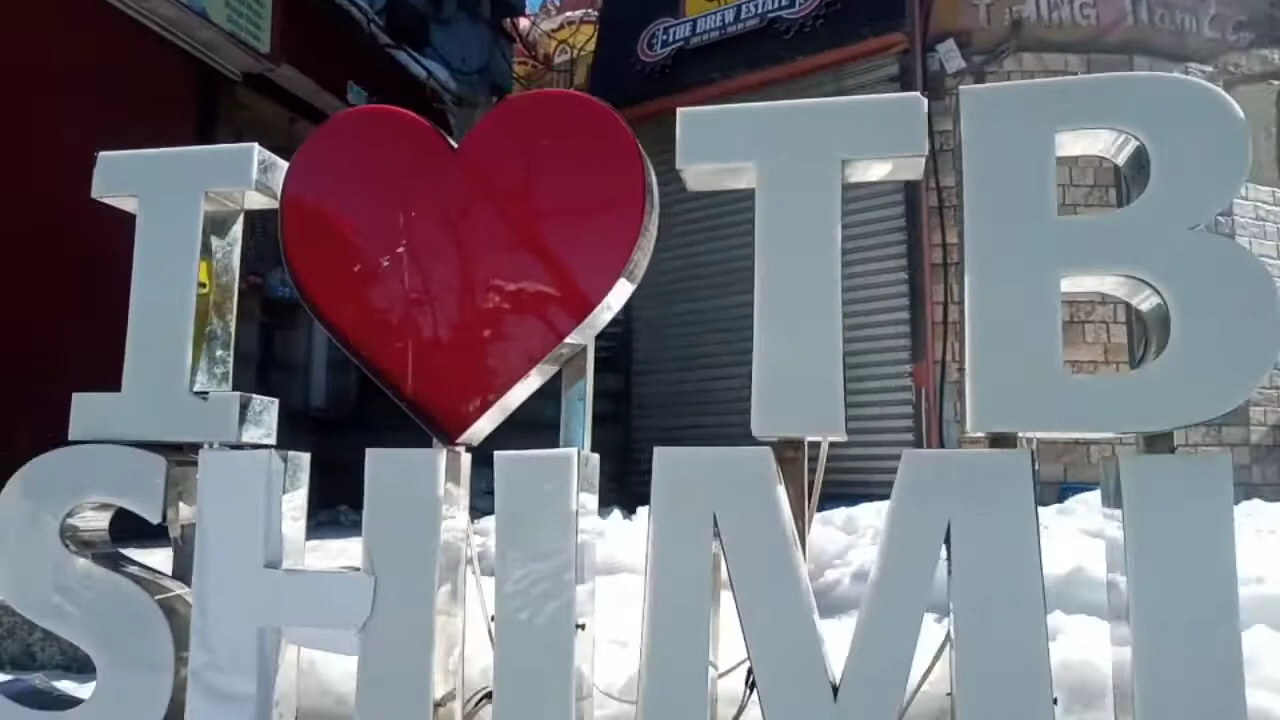 THE BREW ESTATE
I ❤ TB
SHIMI